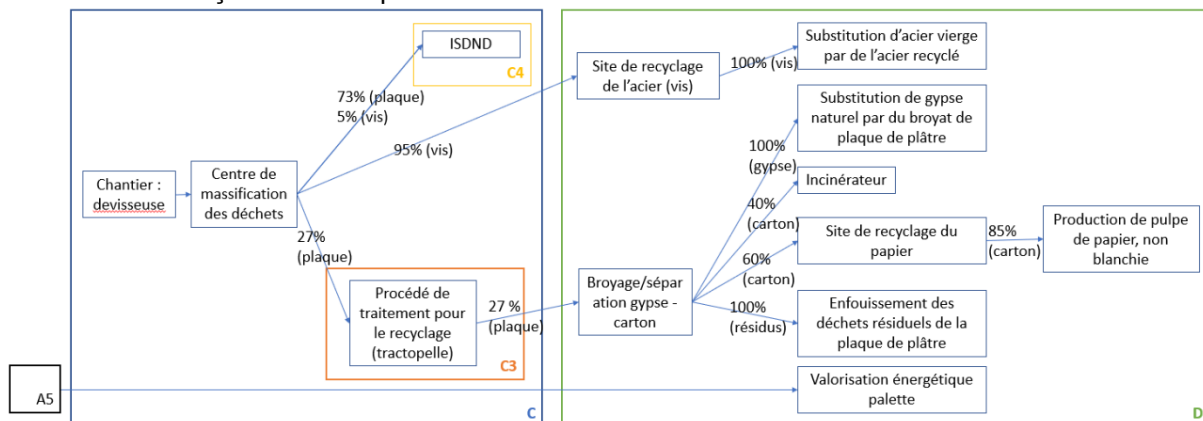 ISDND
C4
73% (plaque)
5% (vis)
95% (vis)
Chantier :
devisseuse
Centre de
massification
des déchets
27%
(plaque)
Procédé de
traitement pour
le recyclage
(tractopelle)
C3
27 %
(plaque)
A5
C
Site de recyclage
de l’acier (vis)
100% (vis)
Substitution d’acier vierge
par de l’acier recyclé
Substitution de gypse
naturel par du broyat de
plaque de plâtre
100%
(gypse)
Incinérateur
40%
(carton)
Broyage/sépar
ation gypse -
carton
60%
(carton)
Site de recyclage du
papier
85%
(carton)
Production de pulpe
de papier, non
blanchie
100%
(résidus)
Enfouissement des
déchets résiduels de la
plaque de plâtre
Valorisation énergétique
palette
D